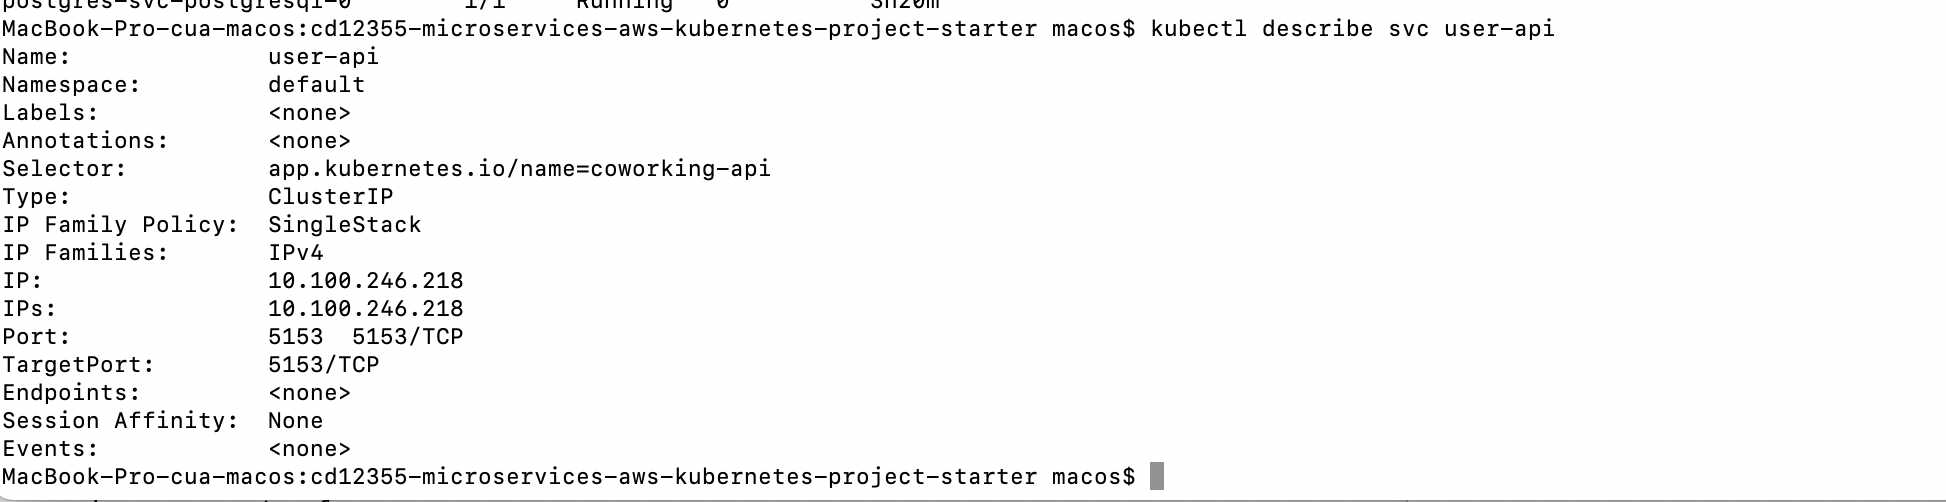 postgres-svc-postgresql-0        1/1     Running   0          3h20m
MacBook-Pro-cua-macos:cd12355-microservices-aws-kubernetes-project-starter macos$ kubectl describe svc user-api
Name:              user-api
Namespace:         default
Labels:            <none>
Annotations:       <none>
Selector:          app.kubernetes.io/name=coworking-api
Type:              ClusterIP
IP Family Policy:  SingleStack
IP Families:       IPv4
IP:                10.100.246.218
IPs:               10.100.246.218
Port:              5153  5153/TCP
TargetPort:        5153/TCP
Endpoints:         <none>
Session Affinity:  None
Events:            <none>
MacBook-Pro-cua-macos:cd12355-microservices-aws-kubernetes-project-starter macos$